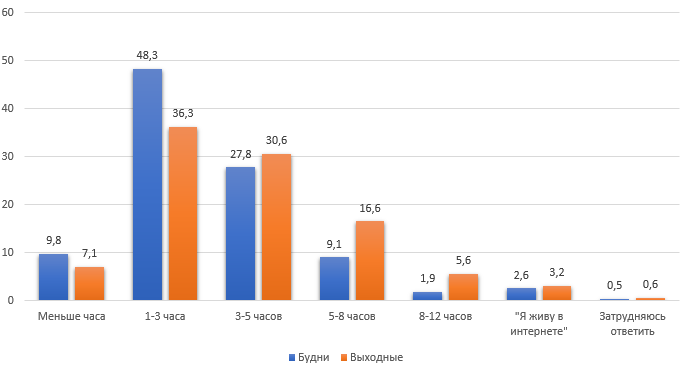 60
50
40
30
20
10
0
9,8
7,1
48,3
36,3
27,8
30,6
9,1
16,6
1,9
5,6
2,6
3,2
0,5
0,6
Меньше часа
1-3 часа
3-5 часов
5-8 часов
8-12 часов
"Я живу в
интернете"
Затрудняюсь
ответить
Будни
Выходные